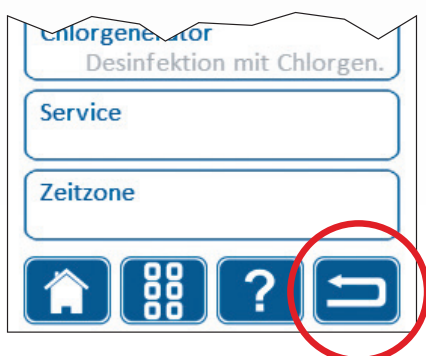 Chlorgenerator
Desinfektion mit Chlorgen.
Service
Zeitzone
?